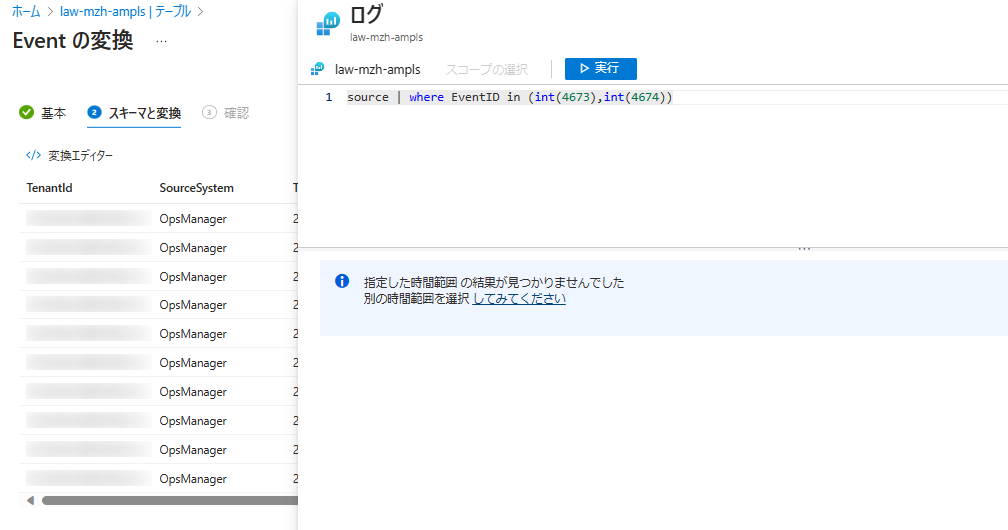 ホーム > law-mzh-ampls | テーブル >
Event の変換 ...
基本 2 スキーマと変換 3 確認
</> 変換エディター
TenantId SourceSystem T
OpsManager 2
OpsManager 2
OpsManager 2
OpsManager 2
OpsManager 2
OpsManager 2
OpsManager 2
OpsManager 2
OpsManager 2
OpsManager 2
ログ
law-mzh-ampls
law-mzh-ampls スコープの選択 実行
1 source | where EventID in (int(4673),int(4674))
...
指定した時間範囲 の結果が見つかりませんでした
別の時間範囲を選択 してみてください